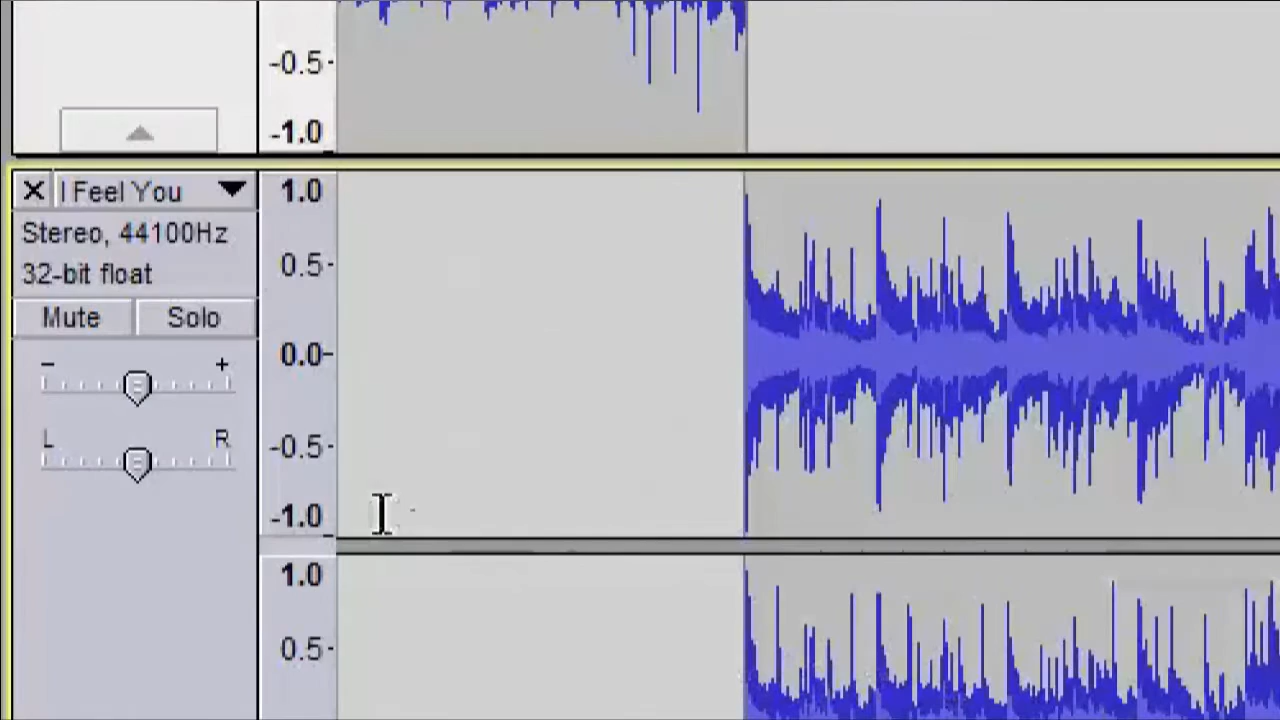 -0.5
-1.0
I Feel You
Stereo, 44100Hz
32-bit float
Mute Solo
- +
L R
1.0
0.5
0.0
-0.5
-1.0
1.0
0.5